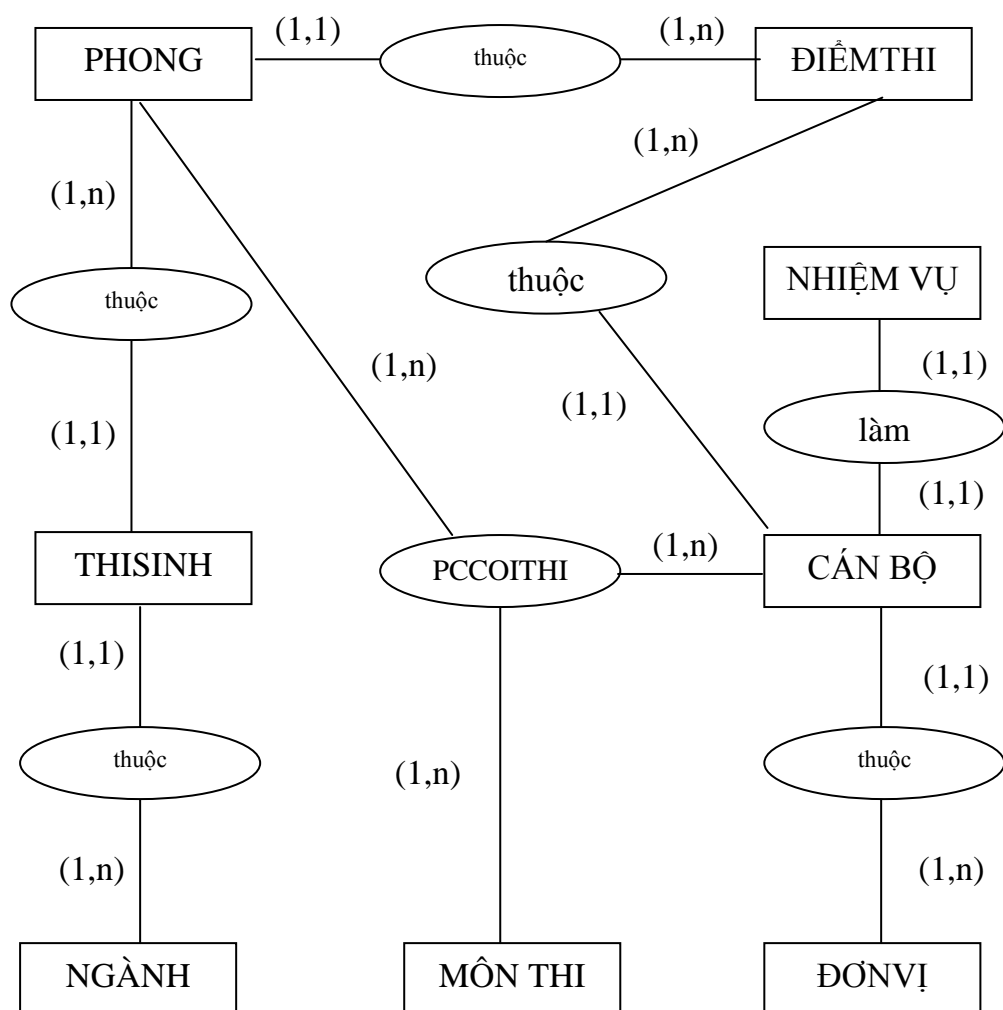 (1,1)
(1,n)
PHONG
thuộc
ĐIỂMTHI
(1,n)
(1,n)
thuộc
NHIỆM VỤ
thuộc
(1,n)
(1,1)
(1,1)
làm
(1,1)
(1,1)
(1,n)
THISINH
PCCOITHI
CÁN BỘ
(1,1)
(1,1)
thuộc
(1,n)
thuộc
(1,n)
(1,n)
NGÀNH
MÔN THI
ĐƠNVỊ